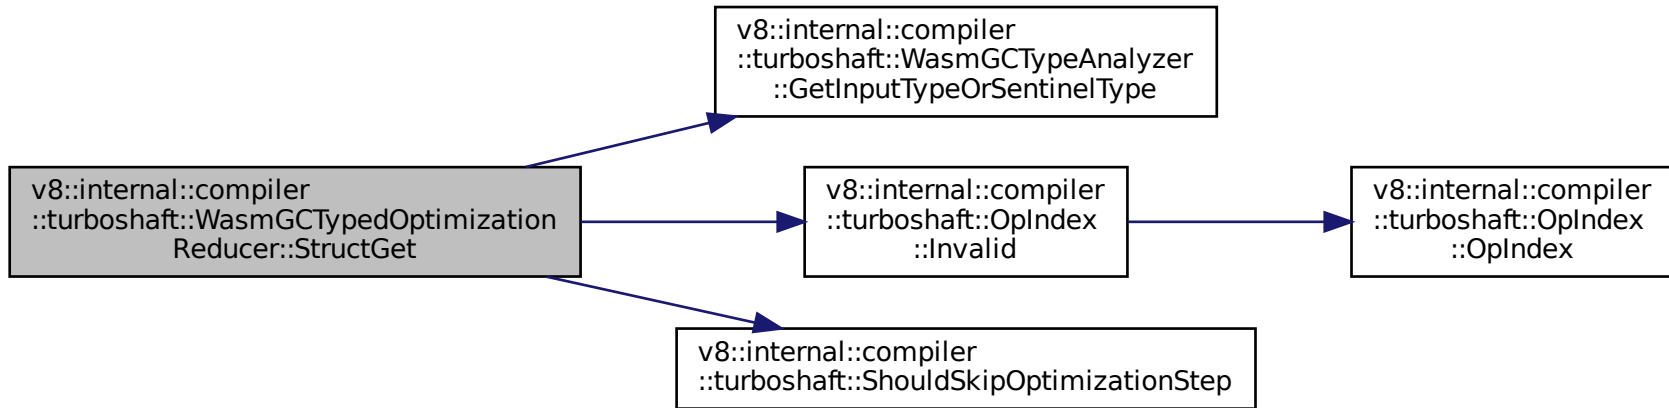 v8::internal::compiler
::turboshaft::WasmGCTypeAnalyzer
::GetInputTypeOrSentinelType
v8::internal::compiler
::turboshaft::WasmGCTypedOptimization
Reducer::StructGet
v8::internal::compiler
::turboshaft::OpIndex
::Invalid
v8::internal::compiler
::turboshaft::OpIndex
::OpIndex
v8::internal::compiler
::turboshaft::ShouldSkipOptimizationStep